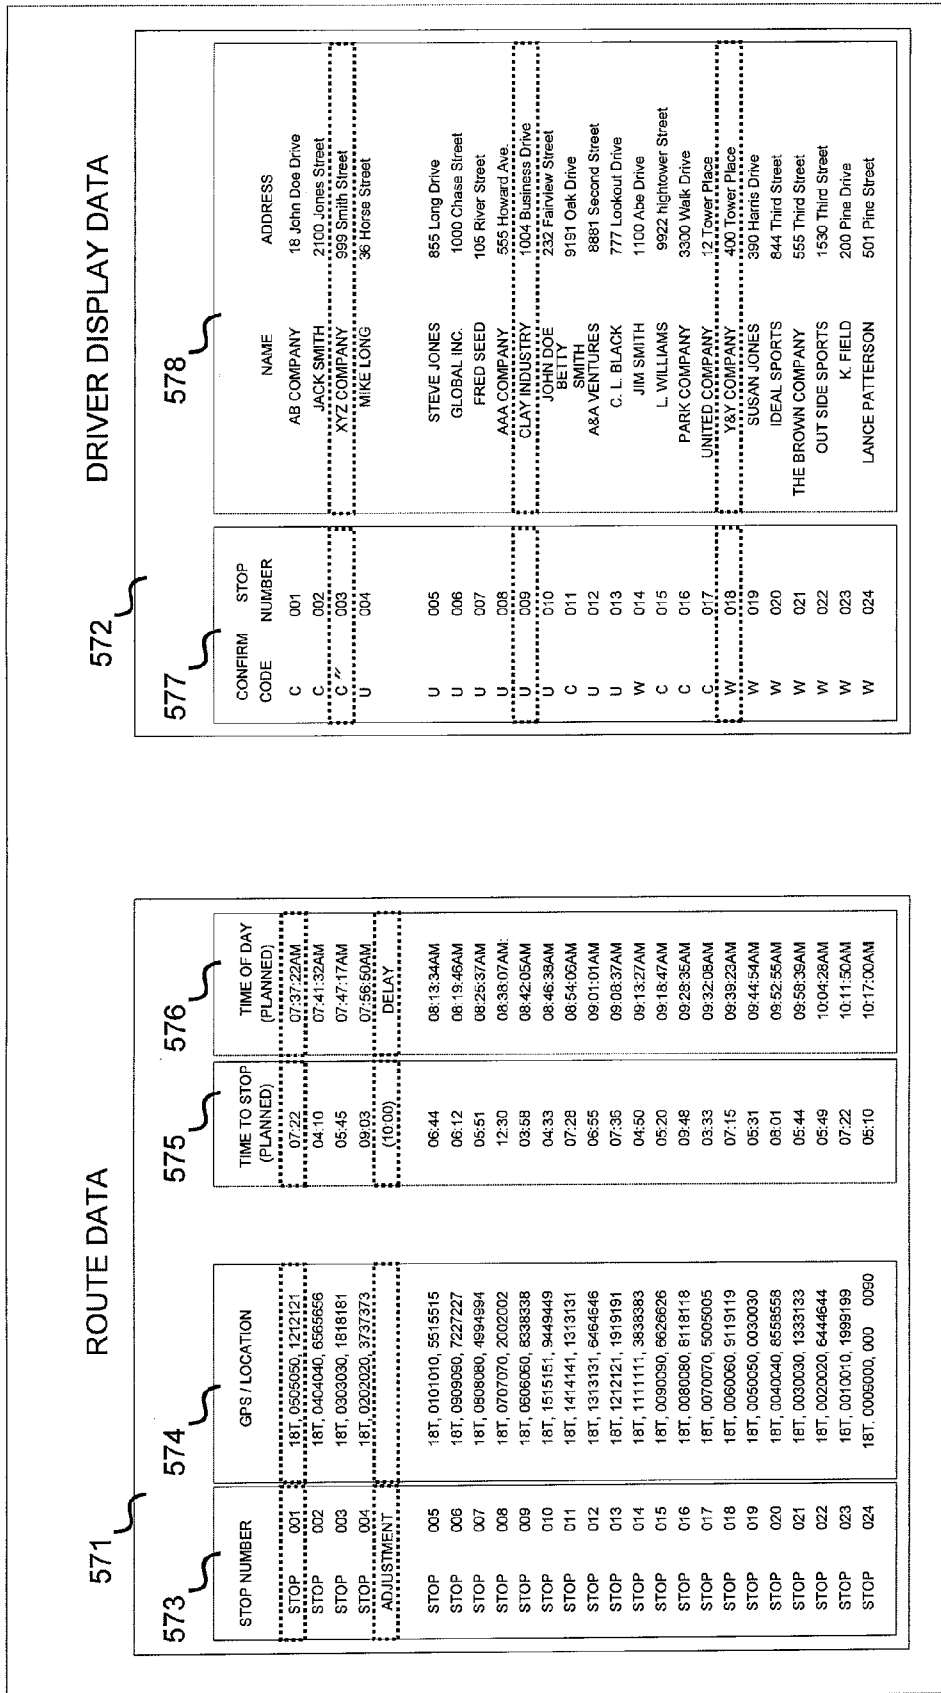 ROUTE DATA
571
573
574
575
576
STOP NUMBER GPS / LOCATION TIME TO STOP (PLANNED) TIME OF DAY (PLANNED)
STOP 001 18T, 0505050, 1212121 07:22 07:37:22AM
STOP 002 18T, 0404040, 6565656 04:10 07:41:32AM
STOP 003 18T, 0303030, 1818181 05:45 07:47:17AM
STOP 004 18T, 0202020, 3737373 09:03 07:56:50AM
ADJUSTMENT (10:00) DELAY
STOP 005 18T, 0101010, 5515515 06:44 08:13:34AM
STOP 006 18T, 0909090, 7227227 06:12 08:19:46AM
STOP 007 18T, 0808080, 4994994 05:51 08:25:37AM
STOP 008 18T, 0707070, 2002002 12:30 08:38:07AM:
STOP 009 18T, 0606060, 8338338 03:58 08:42:05AM
STOP 010 18T, 1515151, 9449449 04:33 08:46:38AM
STOP 011 18T, 1414141, 1313131 07:28 08:54:06AM
STOP 012 18T, 1313131, 6464646 06:55 09:01:01AM
STOP 013 18T, 1212121, 1919191 07:36 09:08:37AM
STOP 014 18T, 1111111, 3838383 04:50 09:13:27AM
STOP 015 18T, 0090090, 6626626 05:20 09:18:47AM
STOP 016 18T, 0080080, 8118118 09:48 09:28:35AM
STOP 017 18T, 0070070, 5005005 03:33 09:32:08AM
STOP 018 18T, 0060060, 9119119 07:15 09:39:23AM
STOP 019 18T, 0050050, 0030030 05:31 09:44:54AM
STOP 020 18T, 0040040, 8558558 08:01 09:52:55AM
STOP 021 18T, 0030030, 1333133 05:44 09:58:39AM
STOP 022 18T, 0020020, 6444644 05:49 10:04:28AM
STOP 023 18T, 0010010, 1999199 07:22 10:11:50AM
STOP 024 18T, 0009000, 000 0090 05:10 10:17:00AM
DRIVER DISPLAY DATA
572
577
578
CONFIRM CODE STOP NUMBER NAME ADDRESS
C 001 AB COMPANY 18 John Doe Drive
C 002 JACK SMITH 2100 Jones Street
C" 003 XYZ COMPANY 999 Smith Street
U 004 MIKE LONG 36 Horse Street
U 005 STEVE JONES 855 Long Drive
U 006 GLOBAL INC. 1000 Chase Street
U 007 FRED SEED 105 River Street
U 008 AAA COMPANY 555 Howard Ave.
U 009 CLAY INDUSTRY 1004 Business Drive
U 010 JOHN DOE 232 Fairview Street
C 011 BETTY SMITH 9191 Oak Drive
U 012 A&A VENTURES 8881 Second Street
U 013 C. L. BLACK 777 Lookout Drive
W 014 JIM SMITH 1100 Abe Drive
C 015 L. WILLIAMS 9922 hightower Street
C 016 PARK COMPANY 3300 Walk Drive
C 017 UNITED COMPANY 12 Tower Place
W 018 Y&Y COMPANY 400 Tower Place
W 019 SUSAN JONES 390 Harris Drive
W 020 IDEAL SPORTS 844 Third Street
W 021 THE BROWN COMPANY 555 Third Street
W 022 OUT SIDE SPORTS 1530 Third Street
W 023 K. FIELD 200 Pine Drive
W 024 LANCE PATTERSON 501 Pine Street